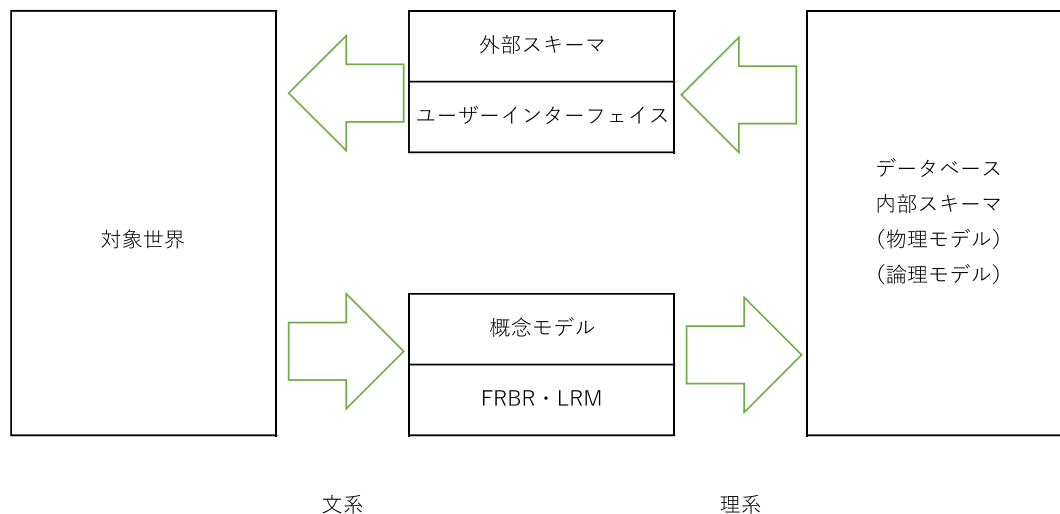 外部スキーマ
ユーザーインターフェイス
対象世界
データベース
内部スキーマ
(物理モデル)
(論理モデル)
概念モデル
FRBR・LRM
文系
理系